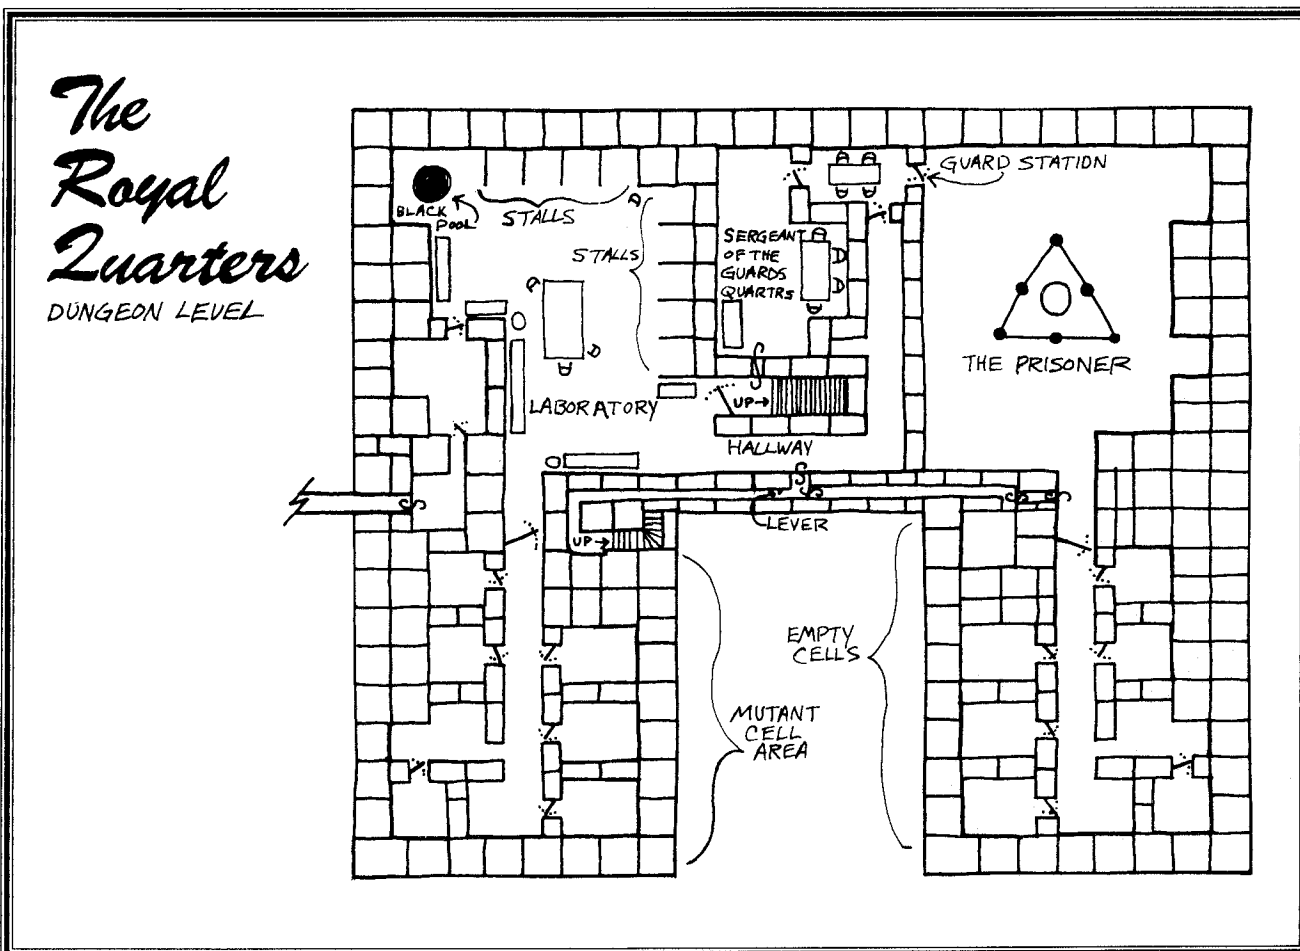 The
Royal
Quarters
DUNGEON LEVEL
BLACK
POOL
STALLS
STALLS
SERGEANT
OF THE
GUARDS
QUARTRS
GUARD STATION
THE PRISONER
LABORATORY
UP
HALLWAY
LEVER
UP
EMPTY
CELLS
MUTANT
CELL
AREA